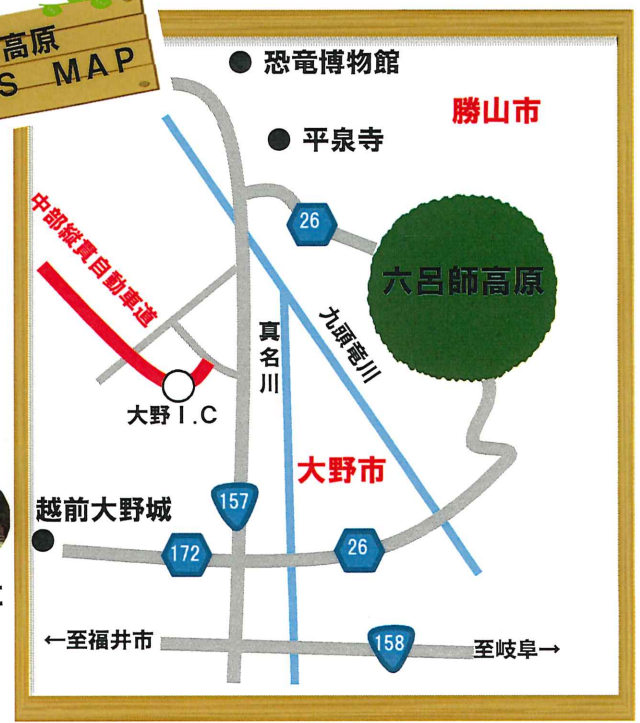 高原
S MAP
恐竜博物館
勝山市
平泉寺
26
中部縦貫自動車道
六呂師高原
真名川
九頭竜川
大野I.C
大野市
157
越前大野城
172
26
←至福井市
158
至岐阜→